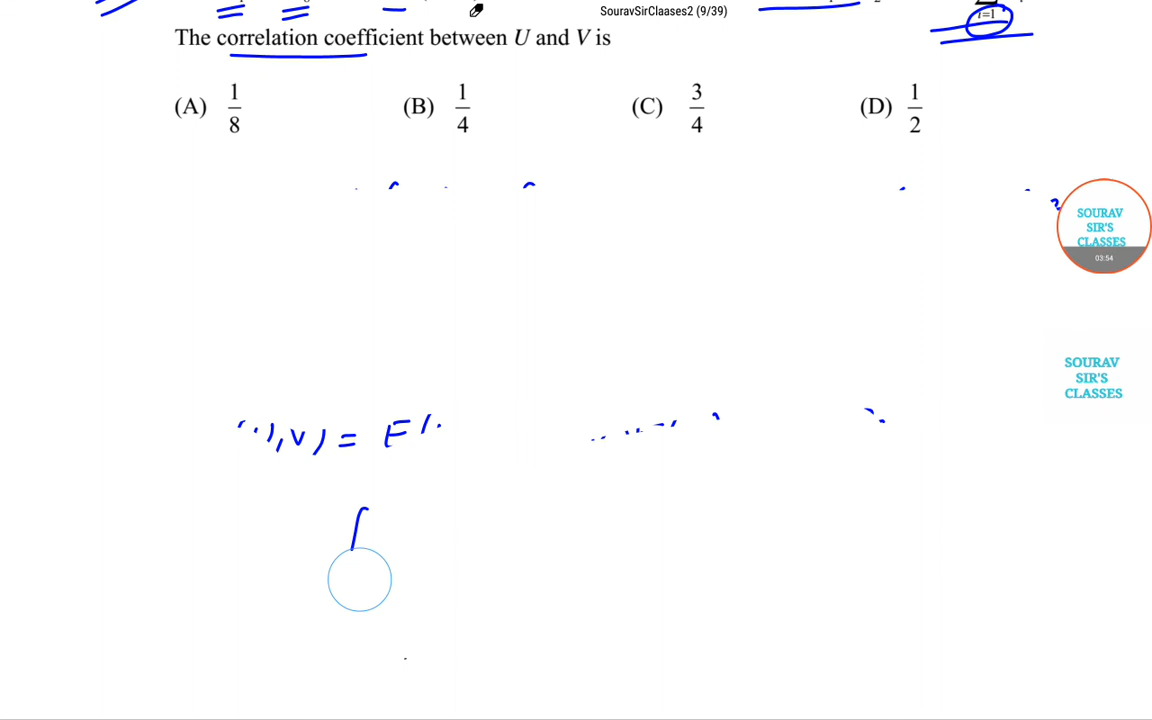 SouravSirClaases2 (9/39)
i=1
The correlation coefficient between U and V is
(A) 1/8 (B) 1/4 (C) 3/4 (D) 1/2
SOURAV
SIR'S
CLASSES
03:54
SOURAV
SIR'S
CLASSES
,V) = E